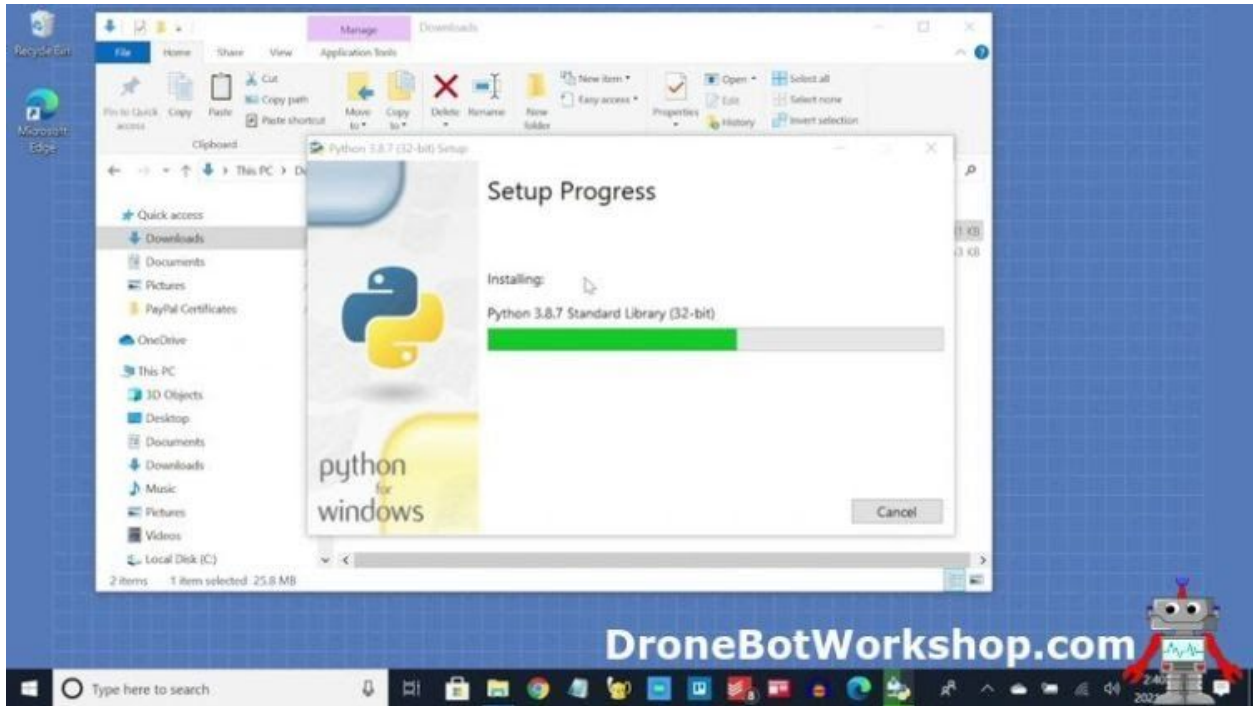 Manage
Downloads
Recycle Bin
File
Home
Share
View
Application Tools
Cut
Copy path
Paste shortcut
Pin to Quick access
Copy
Paste
Move to
Copy to
Delete
Rename
New folder
New item
Easy access
Properties
Open
Edit
History
Select all
Select none
Invert selection
Microsoft Edge
Clipboard
Python 3.8.7 (32-bit) Setup
This PC
Setup Progress
Quick access
Downloads
Documents
Pictures
PayPal Certificates
OneDrive
This PC
3D Objects
Desktop
Documents
Downloads
Music
Pictures
Videos
Local Disk (C)
Installing:
Python 3.8.7 Standard Library (32-bit)
python
for
windows
Cancel
2 items 1 item selected 25.8 MB
DroneBotWorkshop.com
Type here to search
8